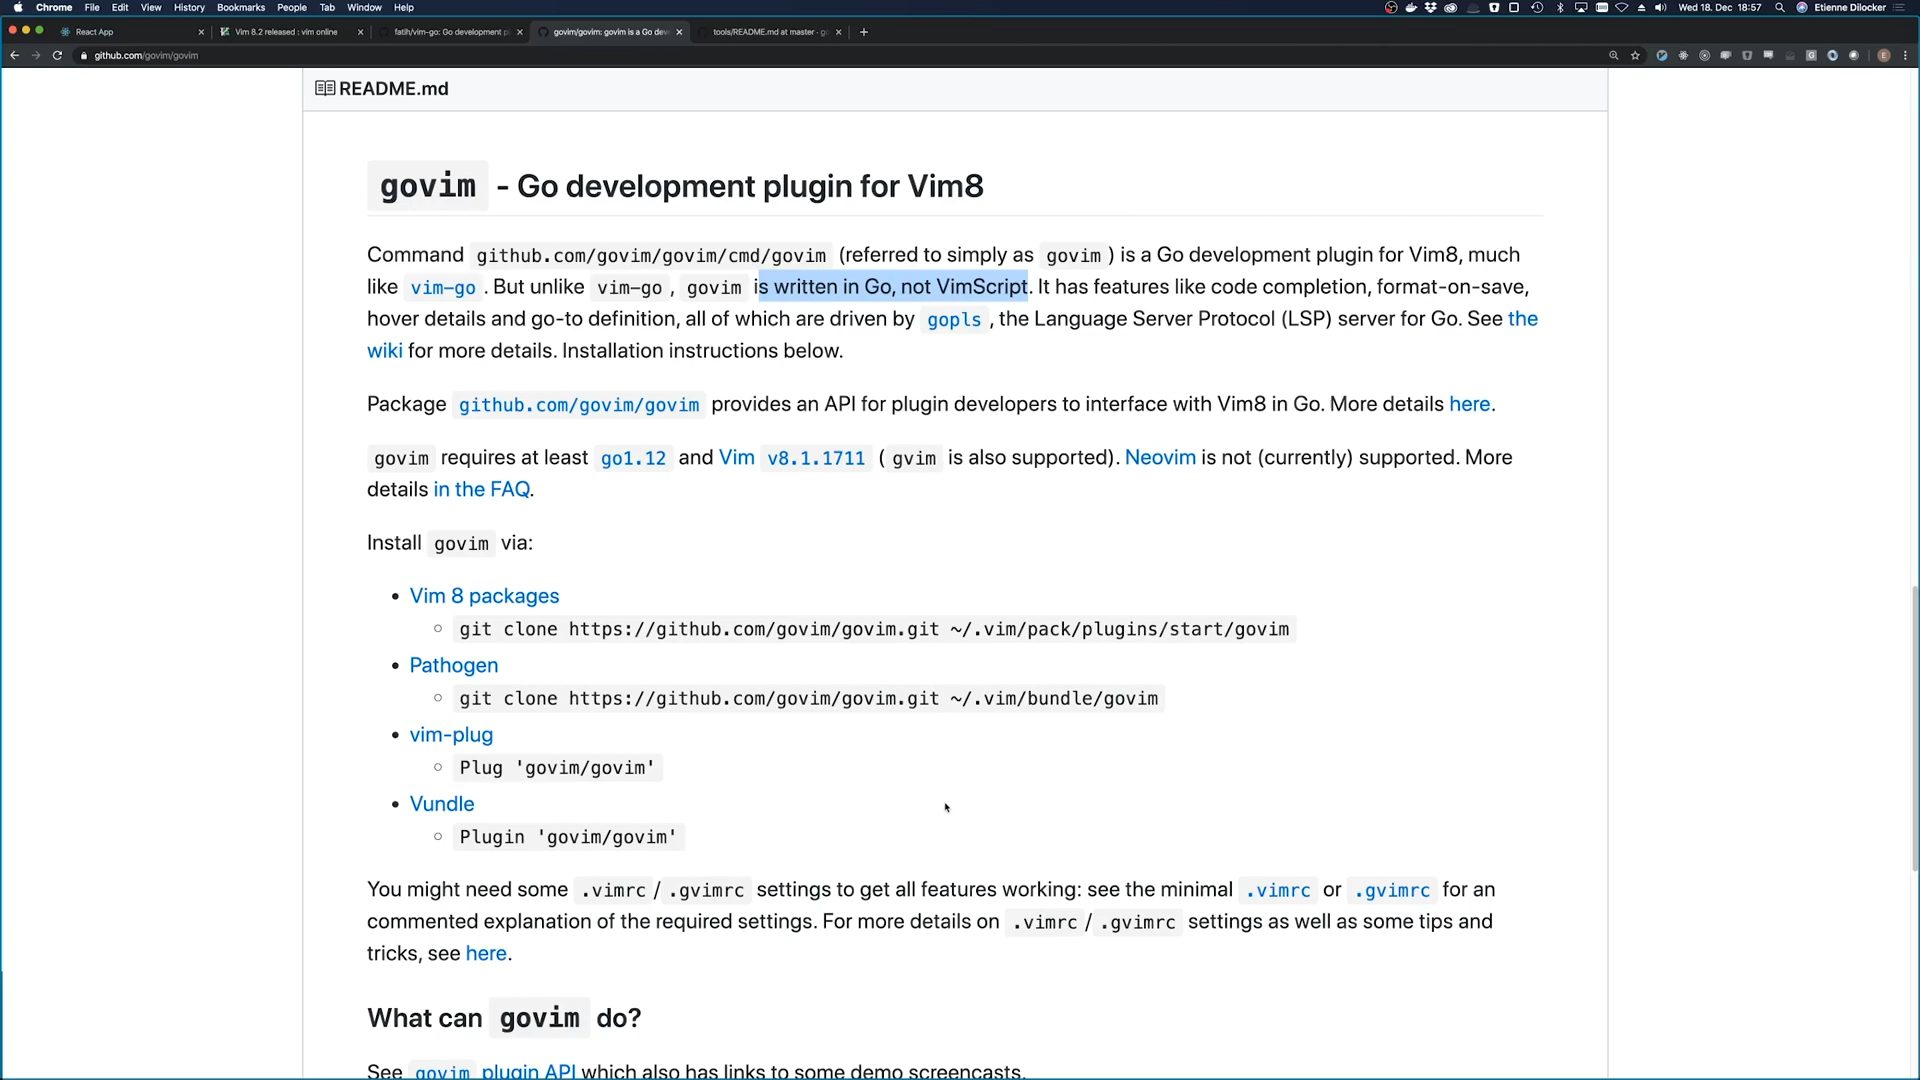 Chrome File Edit View History Bookmarks People Tab Window Help Wed 18. Dec 18:57 Etienne Dilocker
React App Vim 8.2 released : vim online fatih/vim-go: Go development p govim/govim: govim is a Go dev tools/README.md at master · g
github.com/govim/govim
README.md
govim - Go development plugin for Vim8
Command github.com/govim/govim/cmd/govim (referred to simply as govim ) is a Go development plugin for Vim8, much
like vim-go . But unlike vim-go , govim is written in Go, not VimScript. It has features like code completion, format-on-save,
hover details and go-to definition, all of which are driven by gopls , the Language Server Protocol (LSP) server for Go. See the
wiki for more details. Installation instructions below.
Package github.com/govim/govim provides an API for plugin developers to interface with Vim8 in Go. More details here.
govim requires at least go1.12 and Vim v8.1.1711 ( gvim is also supported). Neovim is not (currently) supported. More
details in the FAQ.
Install govim via:
• Vim 8 packages
○ git clone https://github.com/govim/govim.git ~/.vim/pack/plugins/start/govim
• Pathogen
○ git clone https://github.com/govim/govim.git ~/.vim/bundle/govim
• vim-plug
○ Plug 'govim/govim'
• Vundle
○ Plugin 'govim/govim'
You might need some .vimrc / .gvimrc settings to get all features working: see the minimal .vimrc or .gvimrc for an
commented explanation of the required settings. For more details on .vimrc / .gvimrc settings as well as some tips and
tricks, see here.
What can govim do?
See govim plugin API which also has links to some demo screencasts.